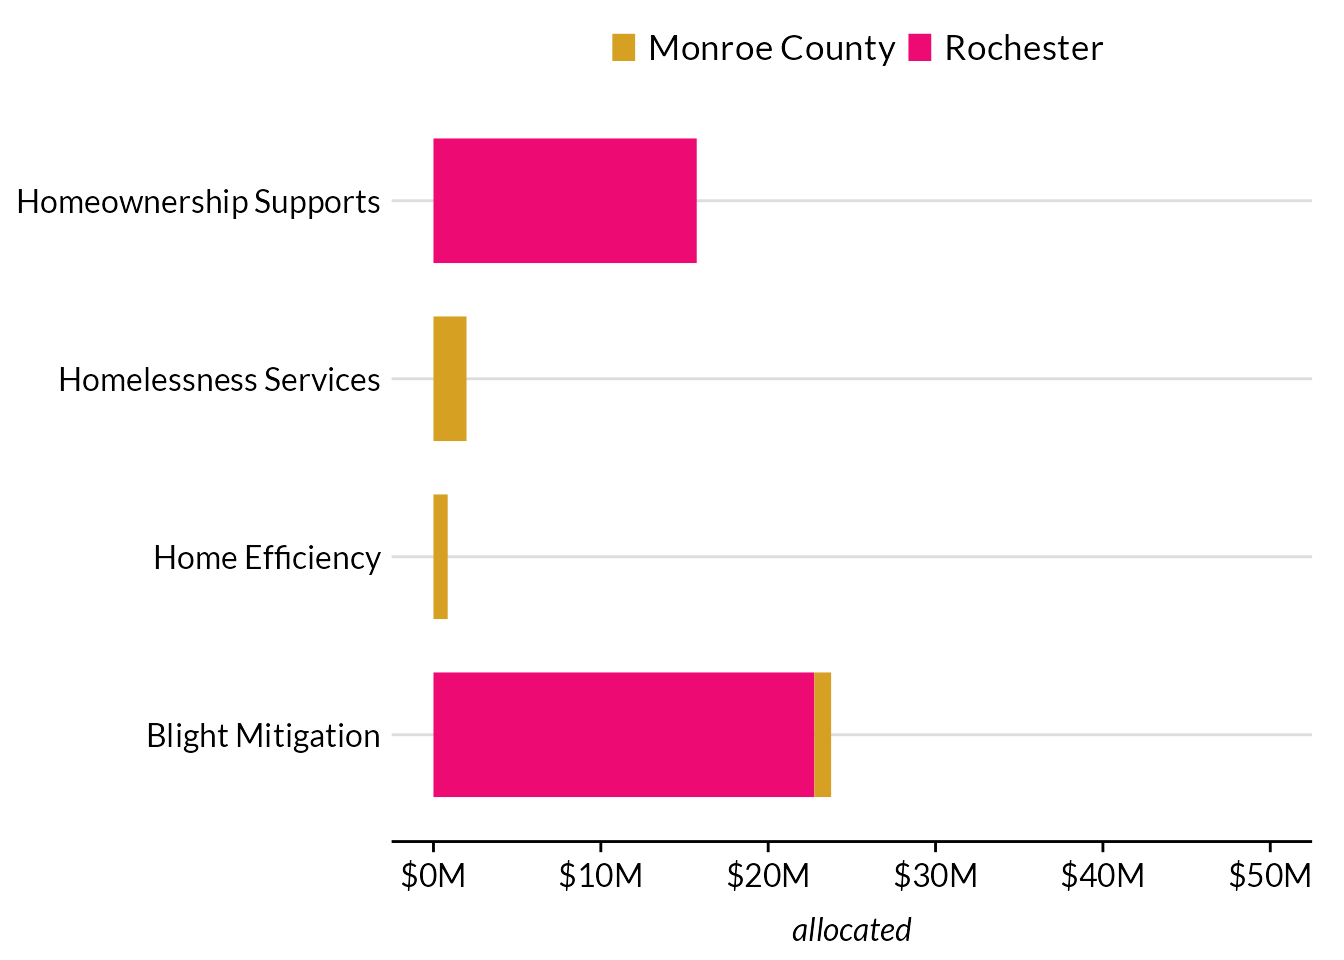 Monroe County Rochester
Homeownership Supports
Homelessness Services
Home Efficiency
Blight Mitigation
$0M $10M $20M $30M $40M $50M
allocated